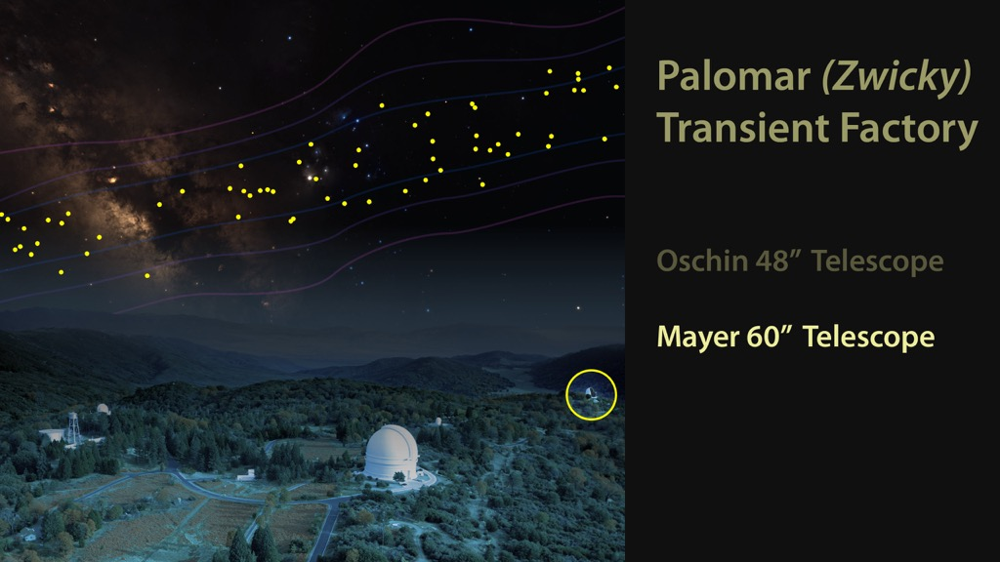 Palomar (Zwicky)
Transient Factory
Oschin 48” Telescope
Mayer 60” Telescope